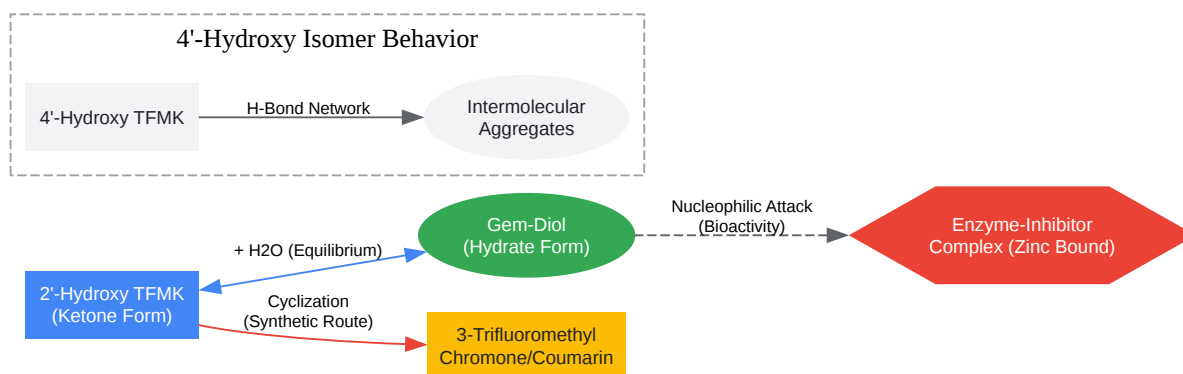 4'-Hydroxy Isomer Behavior
4'-Hydroxy TFMK
H-Bond Network
Intermolecular
Aggregates
Gem-Diol
(Hydrate Form)
Nucleophilic Attack
(Bioactivity)
Enzyme-Inhibitor
Complex (Zinc Bound)
+ H2O (Equilibrium)
2'-Hydroxy TFMK
(Ketone Form)
Cyclization
(Synthetic Route)
3-Trifluoromethyl
Chromone/Coumarin